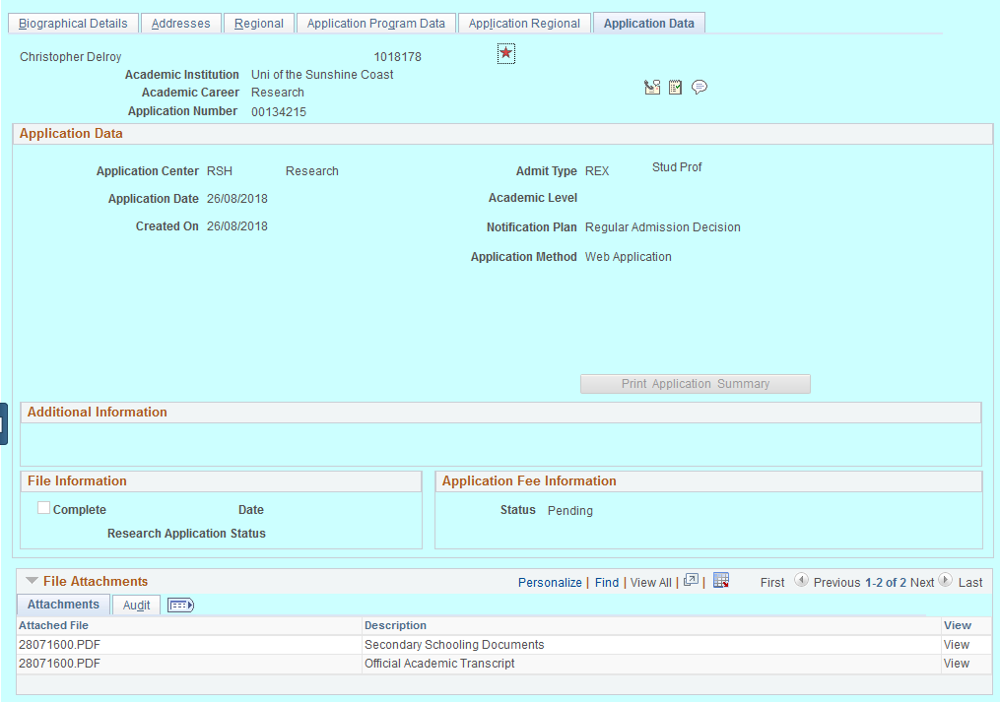 Biographical Details Addresses Regional Application Program Data Application Regional Application Data
Christopher Delroy 1018178
Academic Institution Uni of the Sunshine Coast
Academic Career Research
Application Number 00134215
Application Data
Application Center RSH Research Admit Type REX Stud Prof
Application Date 26/08/2018 Academic Level
Created On 26/08/2018 Notification Plan Regular Admission Decision
Application Method Web Application
Print Application Summary
Additional Information
File Information Application Fee Information
Complete Date Status Pending
Research Application Status
File Attachments Personalize | Find | View All | | First Previous 1-2 of 2 Next Last
Attachments Audit
Attached File Description View
28071600.PDF Secondary Schooling Documents View
28071600.PDF Official Academic Transcript View